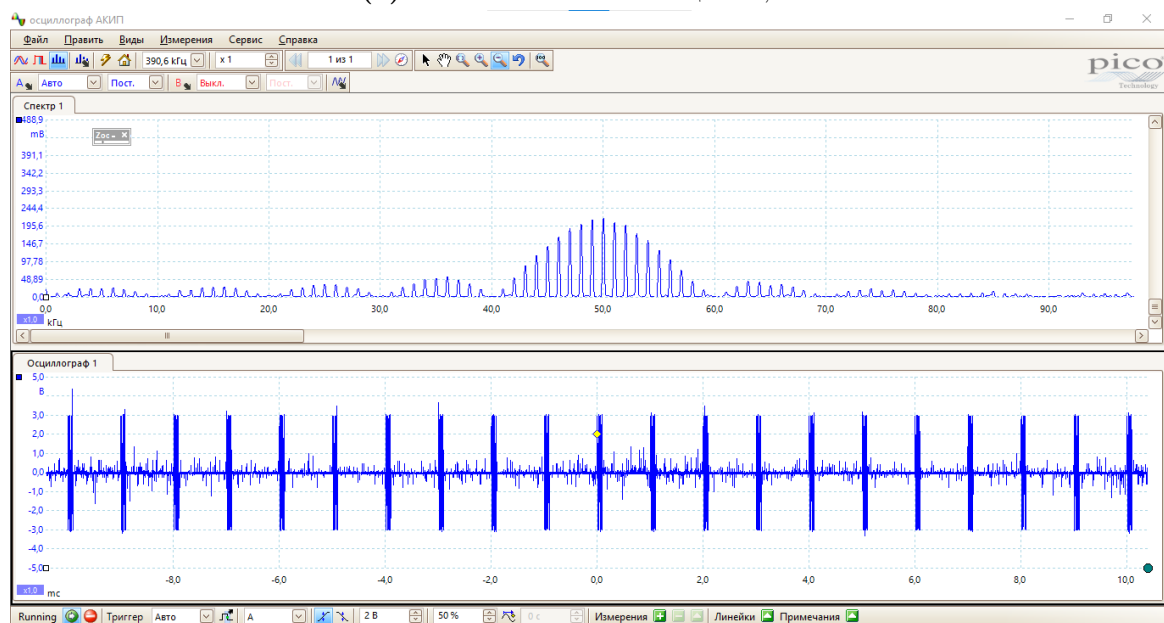 осциллограф АКИП
Файл Править Виды Измерения Сервис Справка
390,6 кГц x 1 1 из 1
pico
Technology
A Авто Пост. B Выкл. Пост.
Спектр 1
488,9
mB
391,1
342,2
293,3
244,4
195,6
146,7
97,78
48,89
0,0
0,0 10,0 20,0 30,0 40,0 50,0 60,0 70,0 80,0 90,0
x1.0 кГц
Осциллограф 1
5,0
В
3,0
2,0
1,0
0,0
-1,0
-2,0
-3,0
-4,0
-5,0
-8,0 -6,0 -4,0 -2,0 0,0 2,0 4,0 6,0 8,0 10,0
x1.0 мс
Running Триггер Авто A 2 В 50 % 0 с Измерения Линейки Примечания